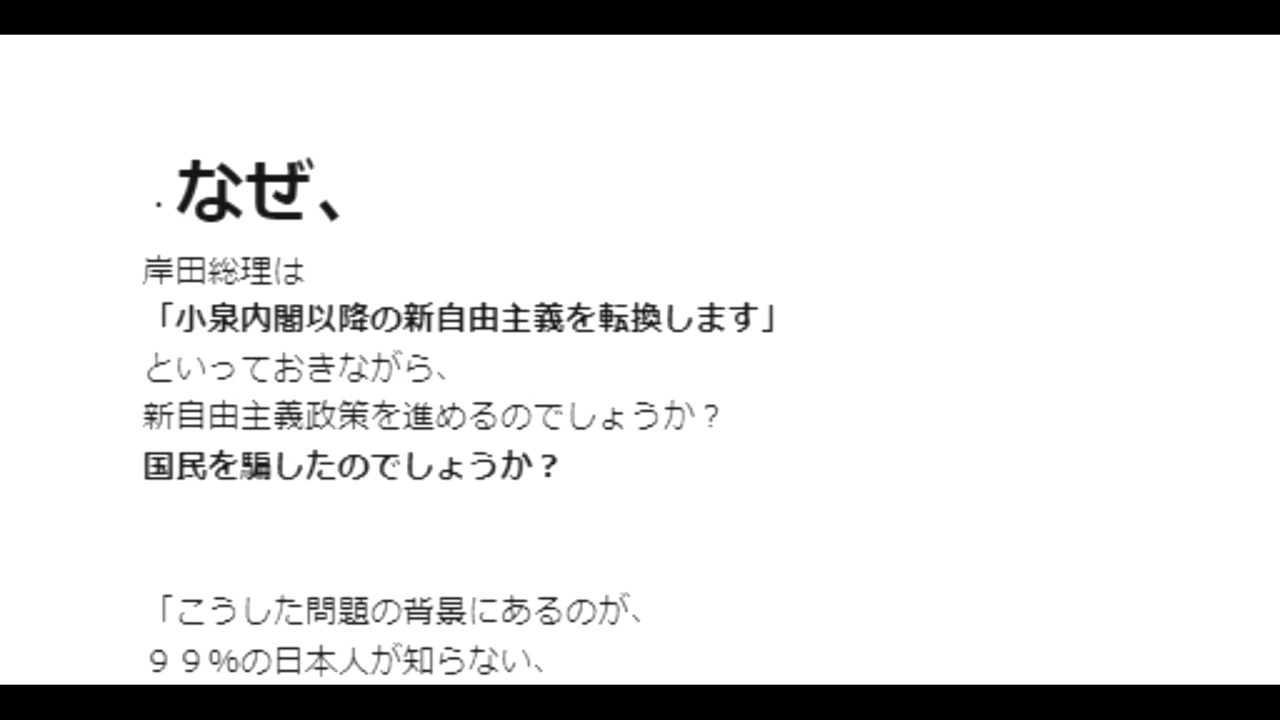 ．なぜ、
岸田総理は
「小泉内閣以降の新自由主義を転換します」
といっておきながら、
新自由主義政策を進めるのでしょうか？
国民を騙したのでしょうか？
「こうした問題の背景にあるのが、
９９％の日本人が知らない、